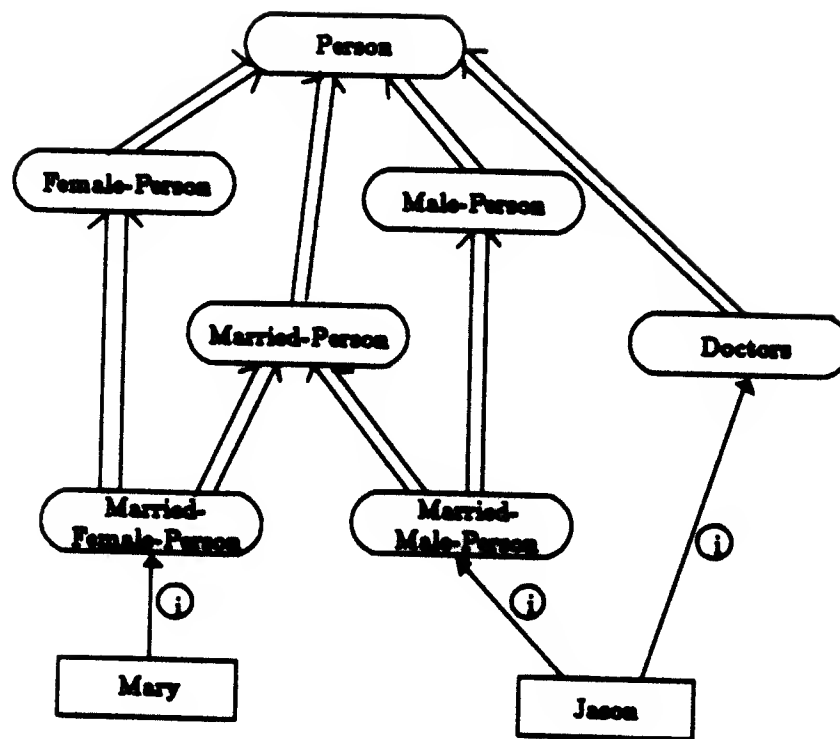 Person
Female-Person
Male-Person
Married-Person
Doctors
Married-
Female-Person
Married-
Male-Person
i
i
i
Mary
Jason